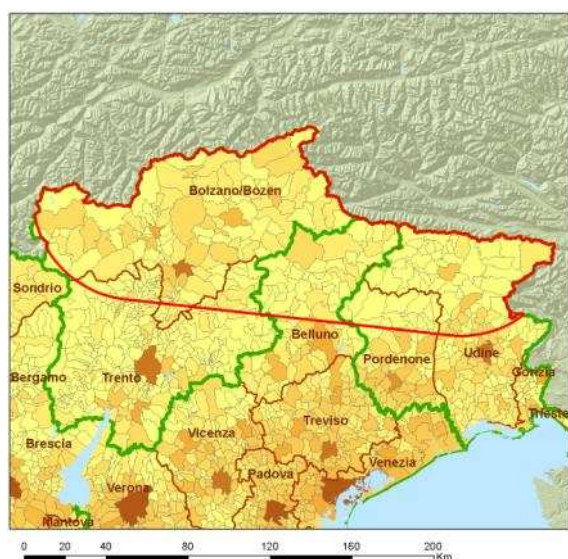 Bolzano/Bozen
Sondrio
Belluno
Udine
Pordenone
Trento
Bergamo
Gorizia
Trieste
Treviso
Vicenza
Brescia
Padova
Venezia
Verona
Mantova
0 20 40 80 120 160 200
Km